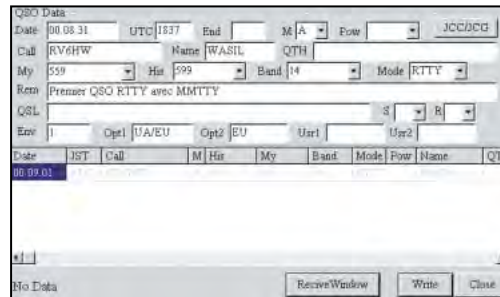 QSO Data
Date 00.08.31 UTC 1837 End M A Pow JCC/JCG
Call RV6HW Name WASIL QTH
My 559 His 599 Band 14 Mode RTTY
Rem Premier QSO RTTY avec MMTTY
QSL S R
Env 1 Opt1 UA/EU Opt2 EU Usr1 Usr2
Date JST Call M His My Band Mode Pow Name QT
00.09.01
No Data ReciveWindow Write Close